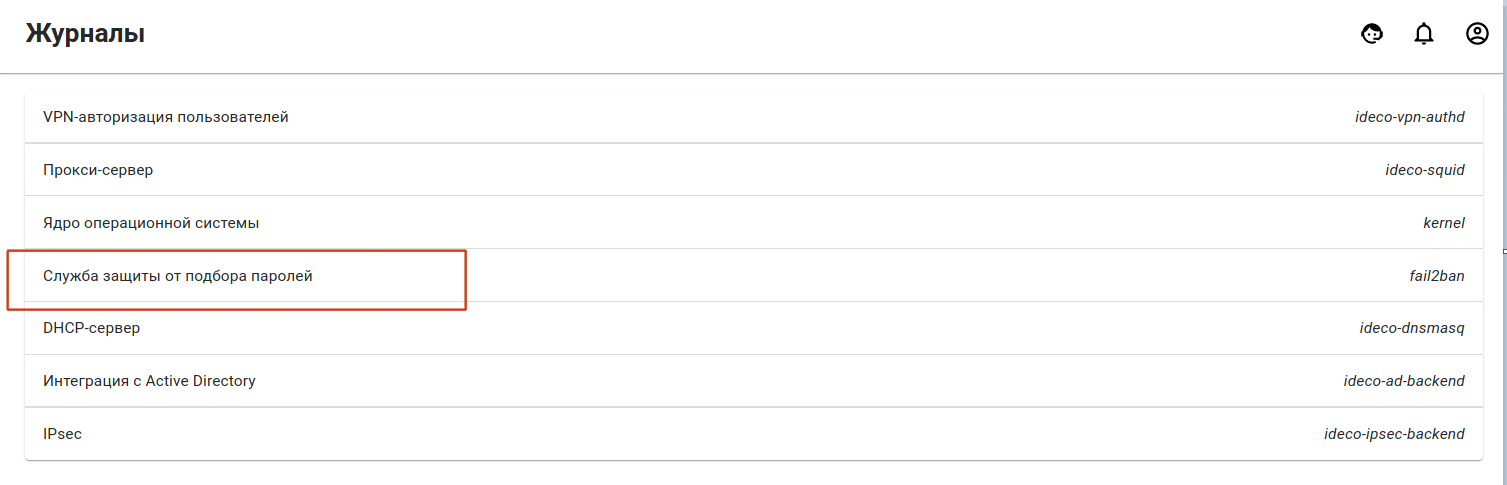 Журналы
VPN-авторизация пользователей ideco-vpn-authd
Прокси-сервер ideco-squid
Ядро операционной системы kernel
Служба защиты от подбора паролей fail2ban
DHCP-сервер ideco-dnsmasq
Интеграция с Active Directory ideco-ad-backend
IPsec ideco-ipsec-backend